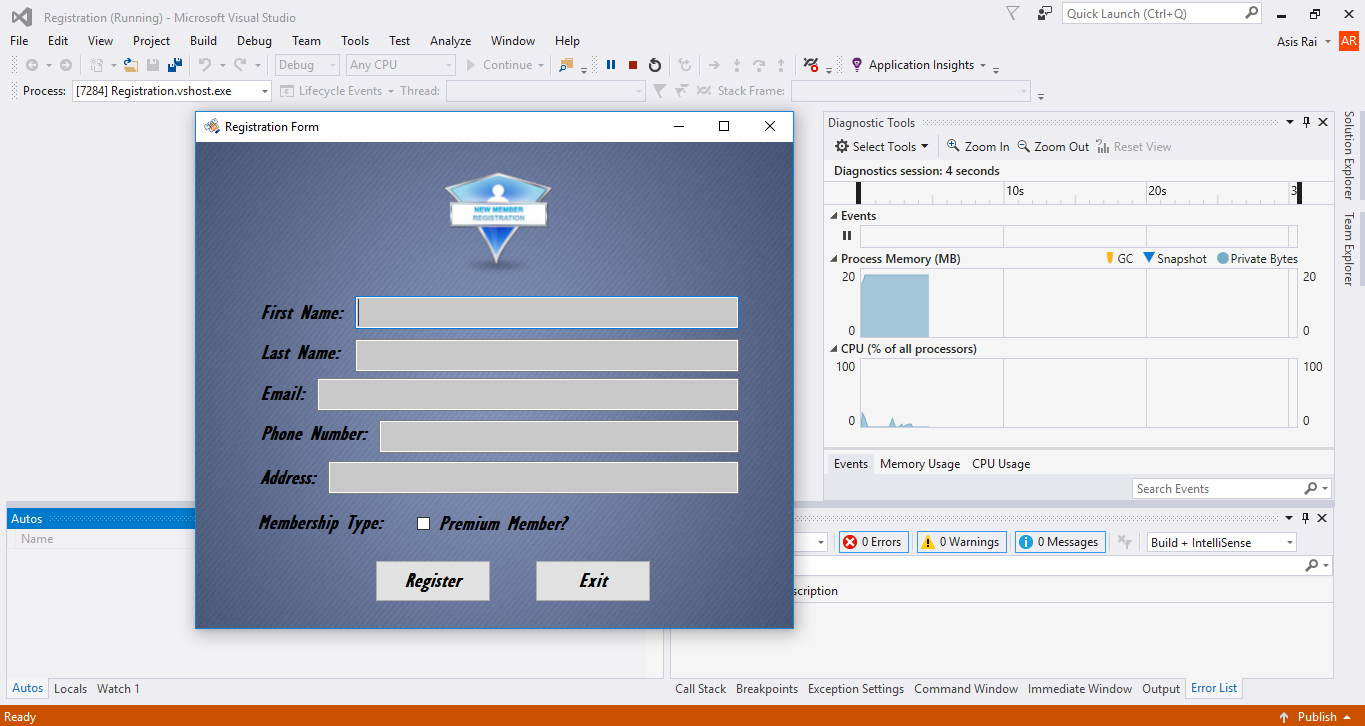 Registration (Running) - Microsoft Visual Studio
Quick Launch (Ctrl+Q)
File Edit View Project Build Debug Team Tools Test Analyze Window Help
Asis Rai AR
Debug Any CPU Continue Application Insights
Process: [7284] Registration.vshost.exe Lifecycle Events Thread: Stack Frame:
Registration Form
NEW MEMBER
REGISTRATION
First Name:
Last Name:
Email:
Phone Number:
Address:
Membership Type: Premium Member?
Register Exit
Diagnostic Tools
Select Tools Zoom In Zoom Out Reset View
Diagnostics session: 4 seconds
10s 20s 3
Events
Process Memory (MB) GC Snapshot Private Bytes
20 20
0 0
CPU (% of all processors)
100 100
0 0
Events Memory Usage CPU Usage
Search Events
Solution Explorer
Team Explorer
Autos
Name
0 Errors 0 Warnings 0 Messages Build + IntelliSense
scription
Autos Locals Watch 1
Call Stack Breakpoints Exception Settings Command Window Immediate Window Output Error List
Ready
Publish